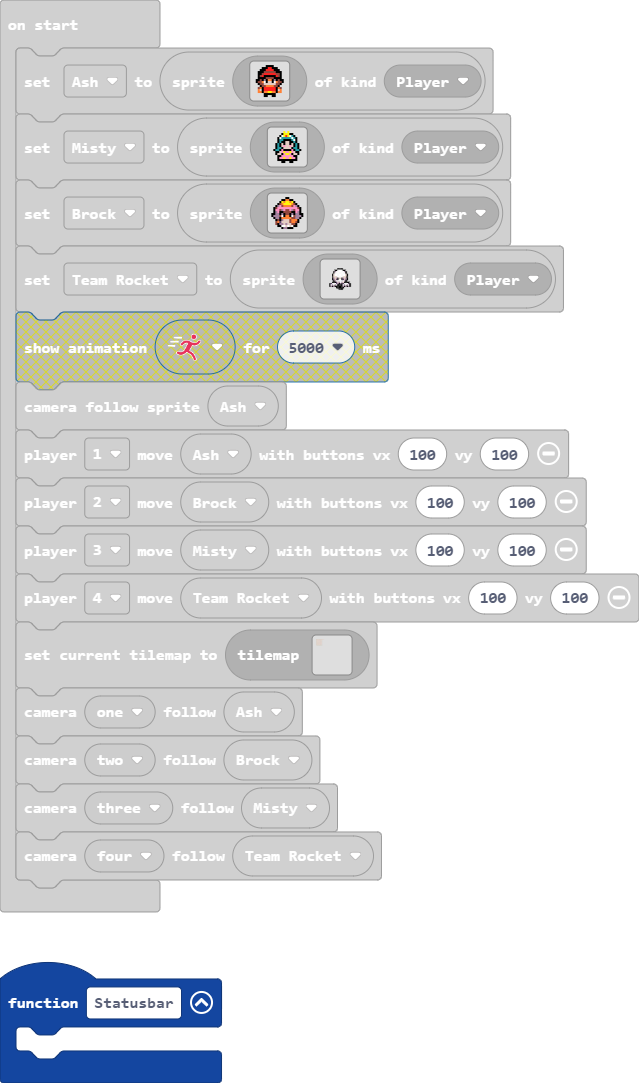 on start
set Ash to sprite of kind Player
set Misty to sprite of kind Player
set Brock to sprite of kind Player
set Team Rocket to sprite of kind Player
show animation for 5000 ms
camera follow sprite Ash
player 1 move Ash with buttons vx 100 vy 100
player 2 move Brock with buttons vx 100 vy 100
player 3 move Misty with buttons vx 100 vy 100
player 4 move Team Rocket with buttons vx 100 vy 100
set current tilemap to tilemap
camera one follow Ash
camera two follow Brock
camera three follow Misty
camera four follow Team Rocket
function Statusbar